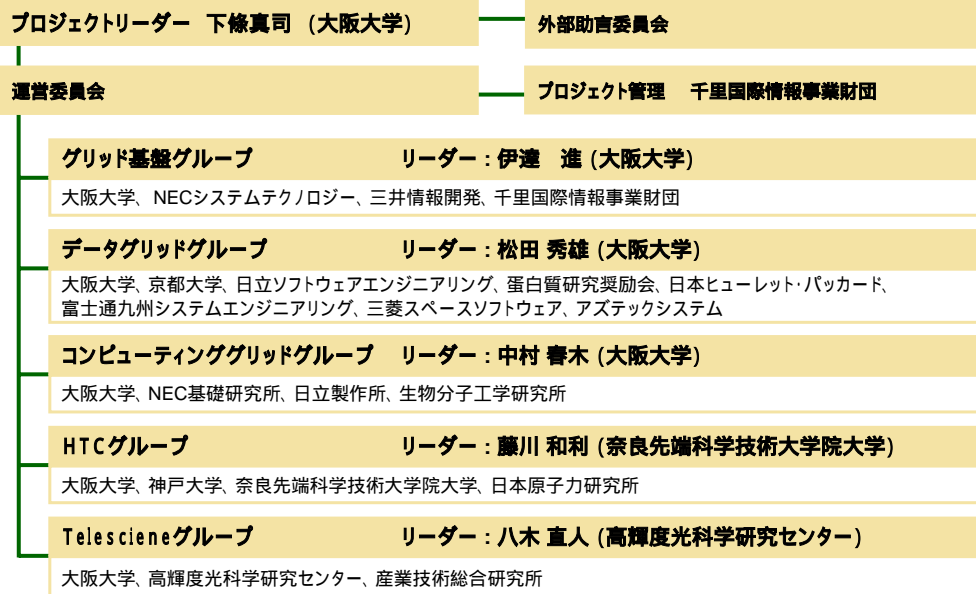 プロジェクトリーダー 下條真司 (大阪大学)
外部助言委員会
運営委員会
プロジェクト管理 千里国際情報事業財団
グリッド基盤グループ リーダー：伊達 進 (大阪大学)
大阪大学、NECシステムテクノロジー、三井情報開発、千里国際情報事業財団
データグリッドグループ リーダー：松田 秀雄 (大阪大学)
大阪大学、京都大学、日立ソフトウェアエンジニアリング、蛋白質研究奨励会、日本ヒューレット・パッカード、
富士通九州システムエンジニアリング、三菱スペースソフトウェア、アズテックシステム
コンピューティンググリッドグループ リーダー：中村 春木 (大阪大学)
大阪大学、NEC基礎研究所、日立製作所、生物分子工学研究所
HTCグループ リーダー：藤川 和利 (奈良先端科学技術大学院大学)
大阪大学、神戸大学、奈良先端科学技術大学院大学、日本原子力研究所
Telescieneグループ リーダー：八木 直人 (高輝度光科学研究センター)
大阪大学、高輝度光科学研究センター、産業技術総合研究所